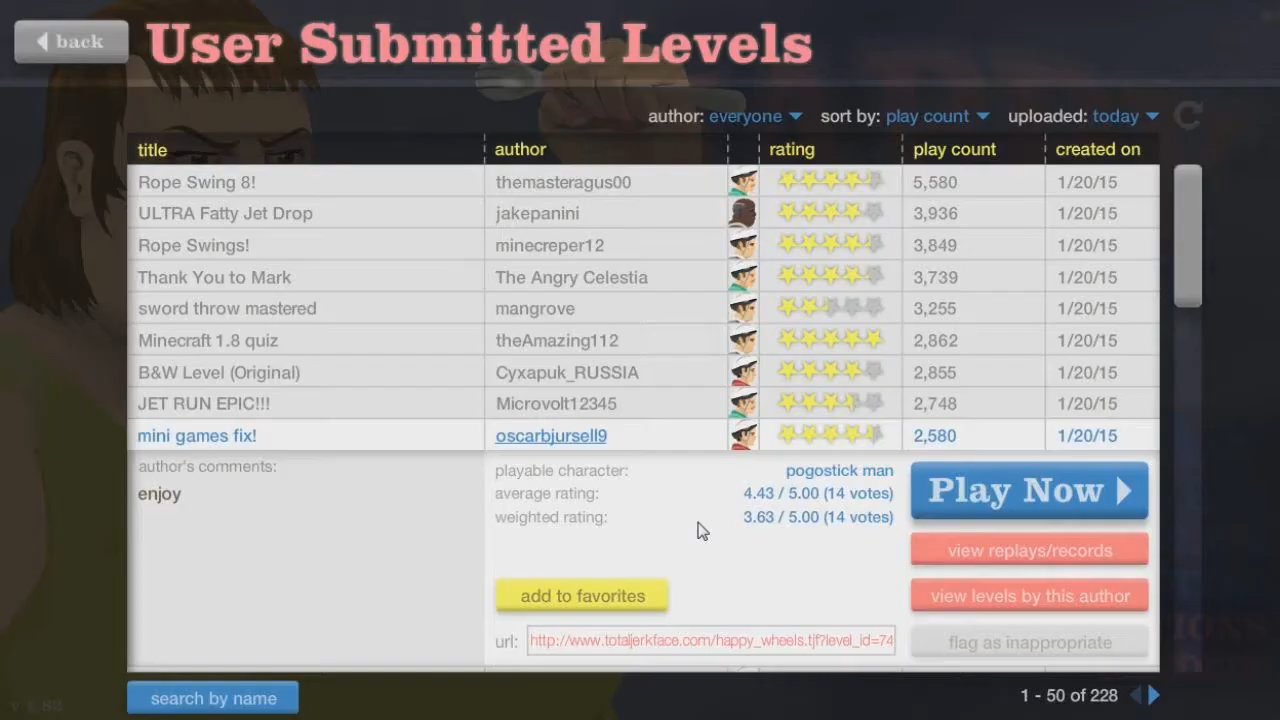 back
User Submitted Levels
author: everyone sort by: play count uploaded: today
title author rating play count created on
Rope Swing 8! themasteragus00 5,580 1/20/15
ULTRA Fatty Jet Drop jakepanini 3,936 1/20/15
Rope Swings! minecreper12 3,849 1/20/15
Thank You to Mark The Angry Celestia 3,739 1/20/15
sword throw mastered mangrove 3,255 1/20/15
Minecraft 1.8 quiz theAmazing112 2,862 1/20/15
B&W Level (Original) Cyxapuk_RUSSIA 2,855 1/20/15
JET RUN EPIC!!! Microvolt12345 2,748 1/20/15
mini games fix! oscarbjursell9 2,580 1/20/15
author's comments:
enjoy
playable character: pogostick man
average rating: 4.43 / 5.00 (14 votes)
weighted rating: 3.63 / 5.00 (14 votes)
Play Now
view replays/records
add to favorites
view levels by this author
url: http://www.totaljerkface.com/happy_wheels.tjf?level_id=74
flag as inappropriate
search by name
1 - 50 of 228